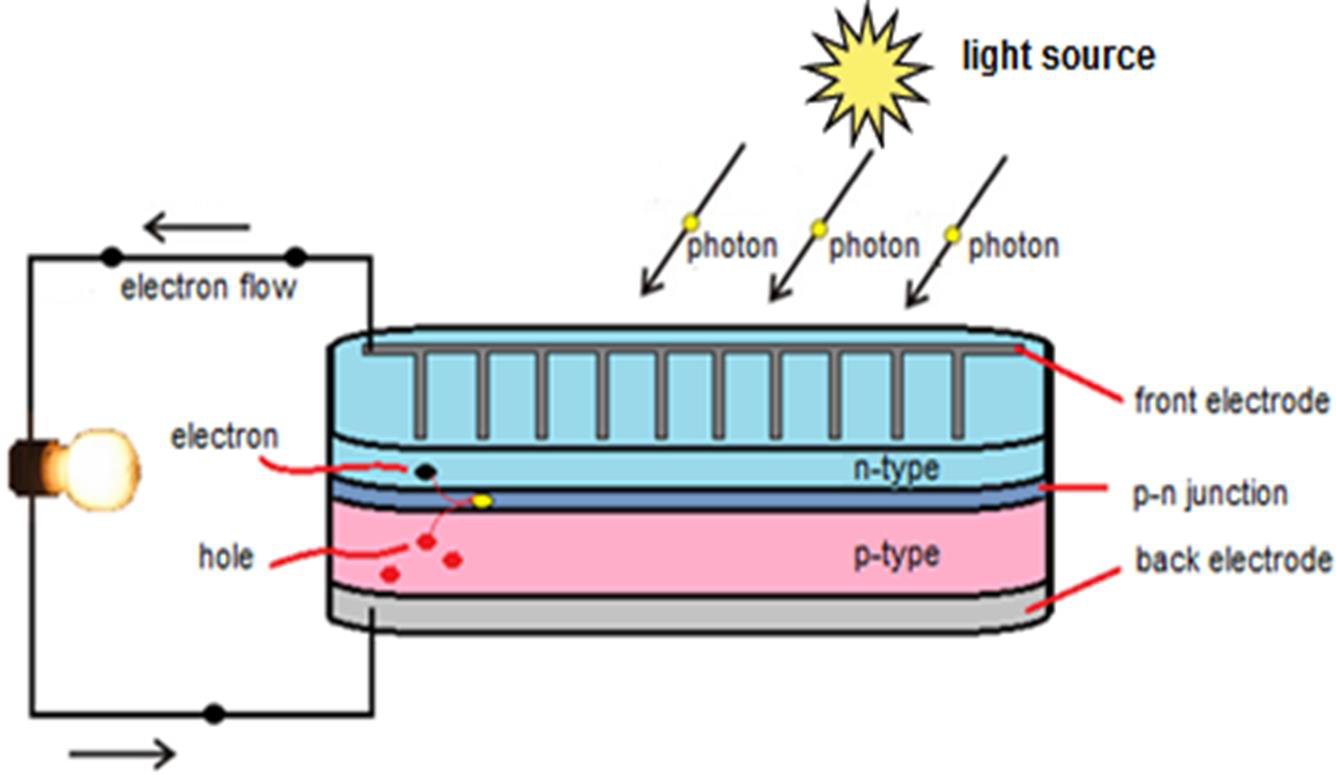 light source
photon
photon
photon
electron flow
front electrode
electron
n-type
p-n junction
hole
p-type
back electrode